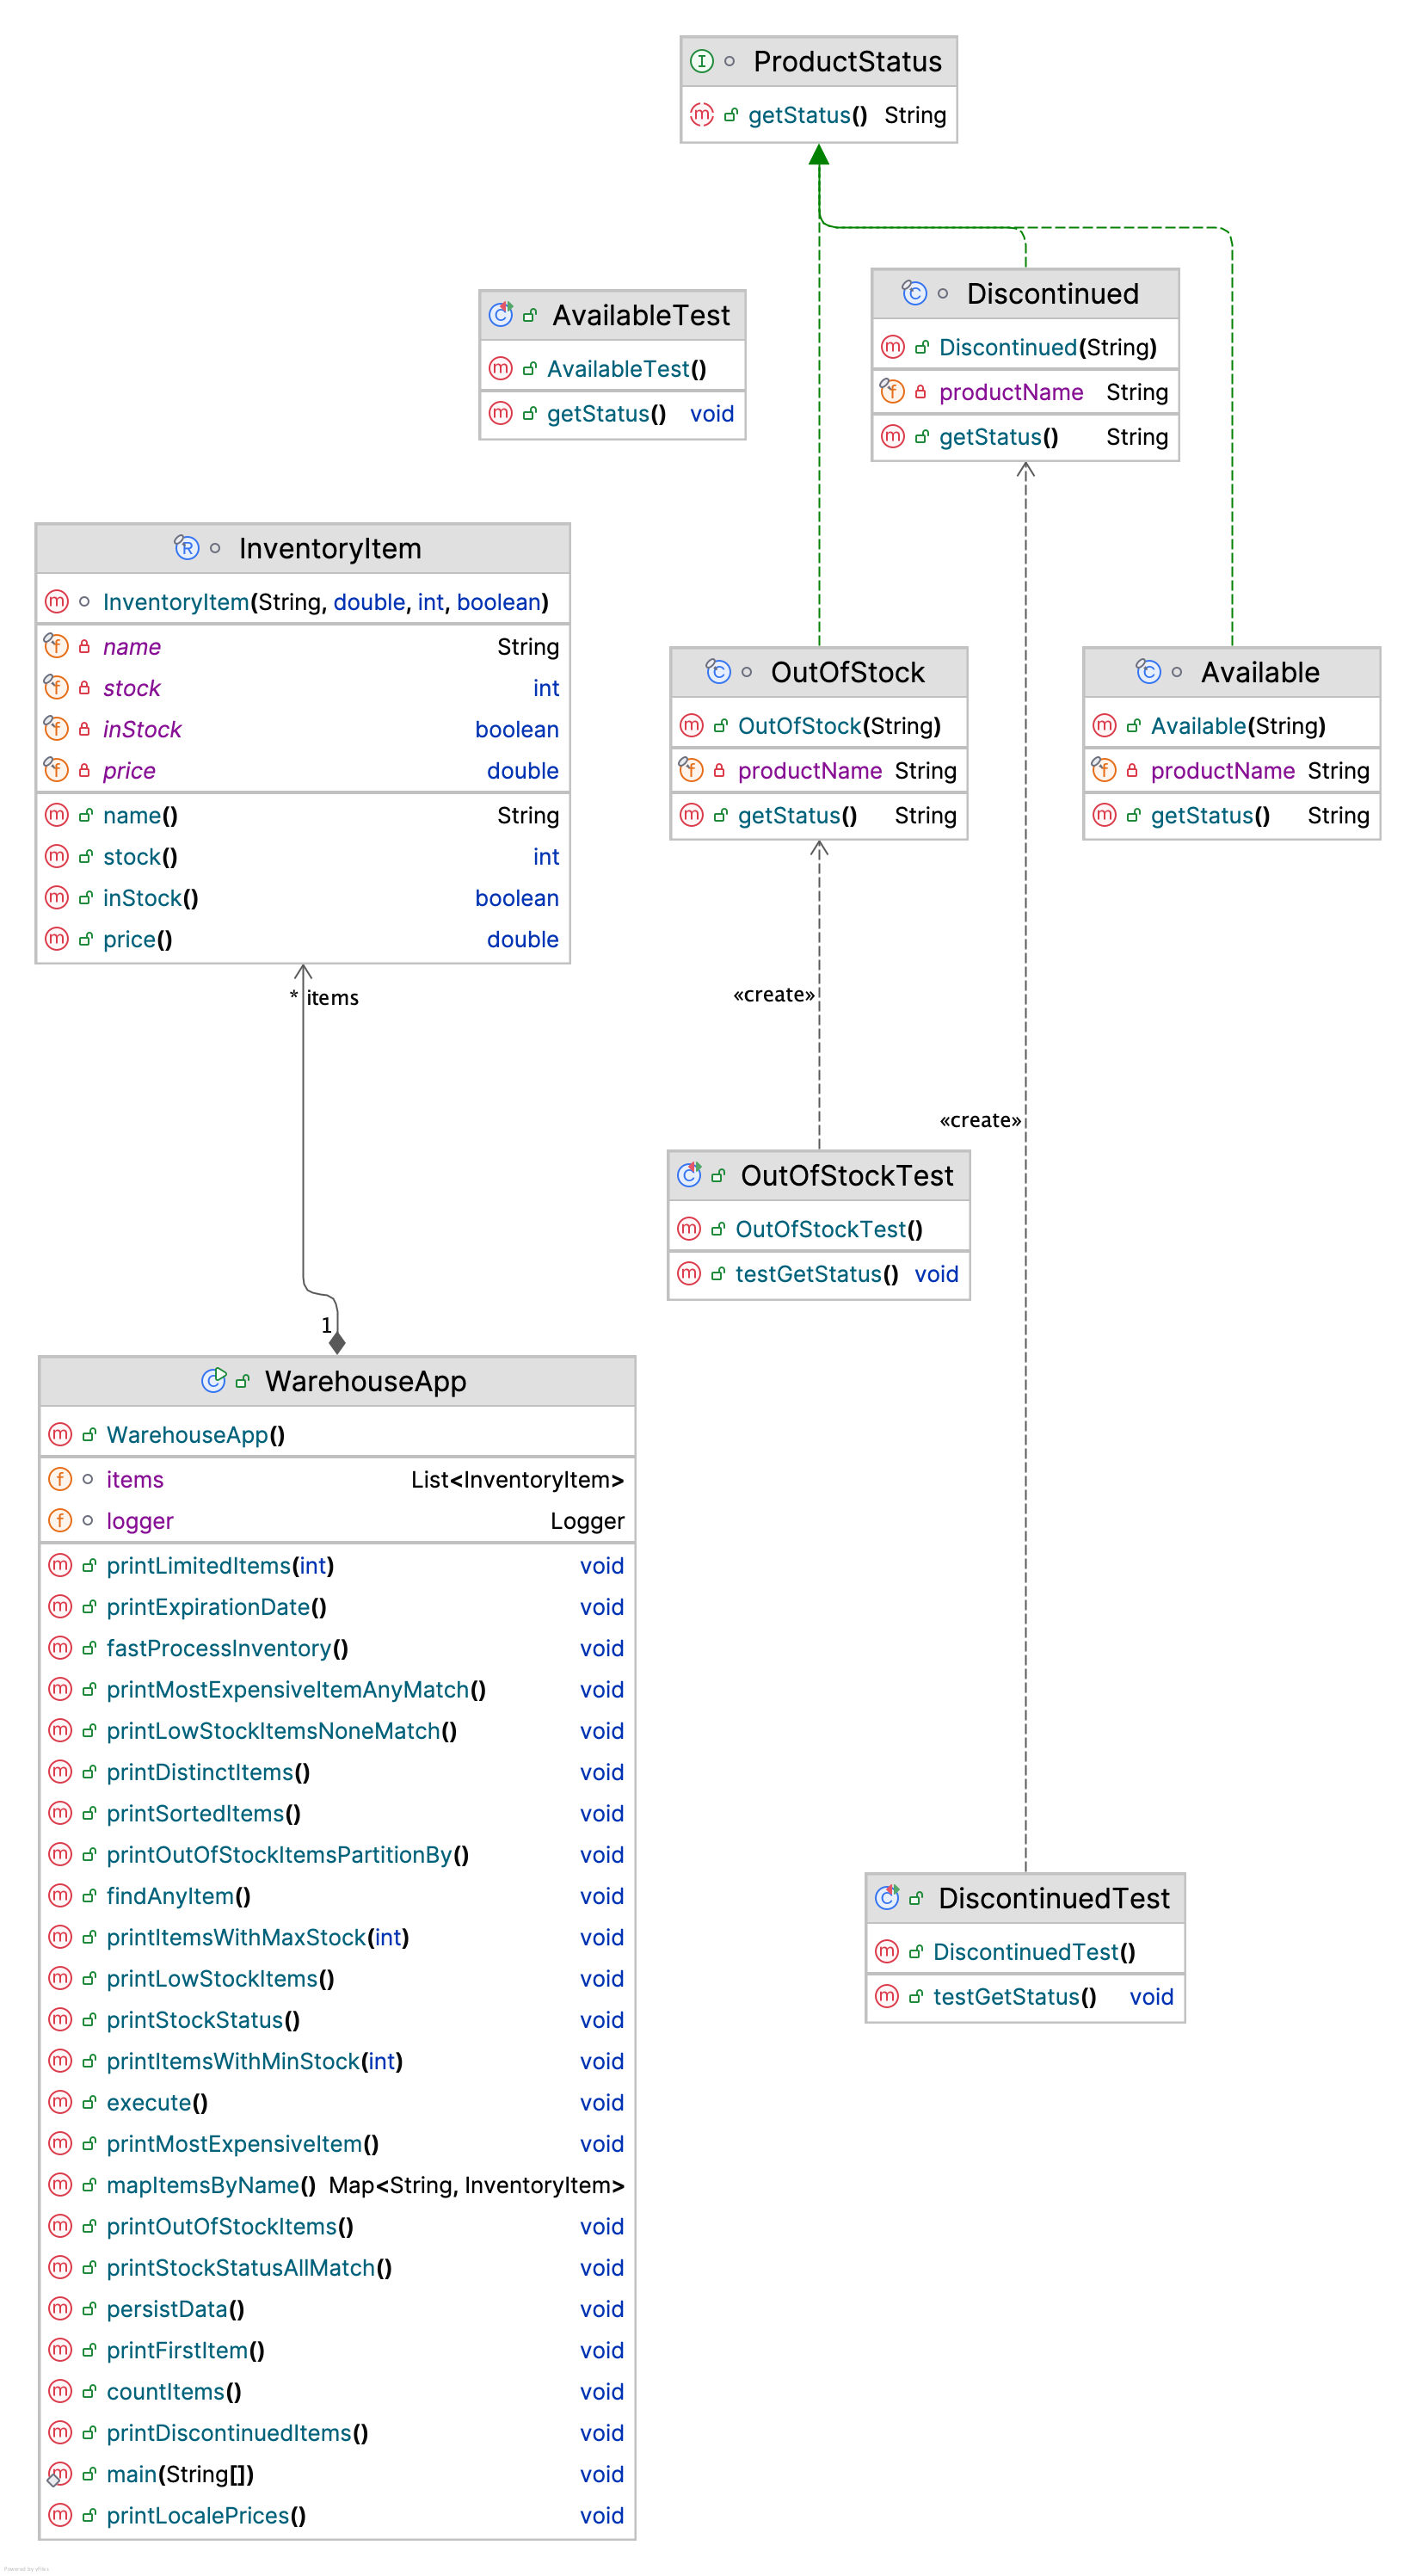 ProductStatus
getStatus() String
AvailableTest
AvailableTest()
getStatus() void
Discontinued
Discontinued(String)
productName String
getStatus() String
InventoryItem
InventoryItem(String, double, int, boolean)
name String
stock int
inStock boolean
price double
name() String
stock() int
inStock() boolean
price() double
OutOfStock
OutOfStock(String)
productName String
getStatus() String
Available
Available(String)
productName String
getStatus() String
* items
«create»
«create»
OutOfStockTest
OutOfStockTest()
testGetStatus() void
1
WarehouseApp
WarehouseApp()
items List<InventoryItem>
logger Logger
printLimitedItems(int) void
printExpirationDate() void
fastProcessInventory() void
printMostExpensiveItemAnyMatch() void
printLowStockItemsNoneMatch() void
printDistinctItems() void
printSortedItems() void
printOutOfStockItemsPartitionBy() void
findAnyItem() void
printItemsWithMaxStock(int) void
printLowStockItems() void
printStockStatus() void
printItemsWithMinStock(int) void
execute() void
printMostExpensiveItem() void
mapItemsByName() Map<String, InventoryItem>
printOutOfStockItems() void
printStockStatusAllMatch() void
persistData() void
printFirstItem() void
countItems() void
printDiscontinuedItems() void
main(String[]) void
printLocalePrices() void
DiscontinuedTest
DiscontinuedTest()
testGetStatus() void
Powered by yFiles